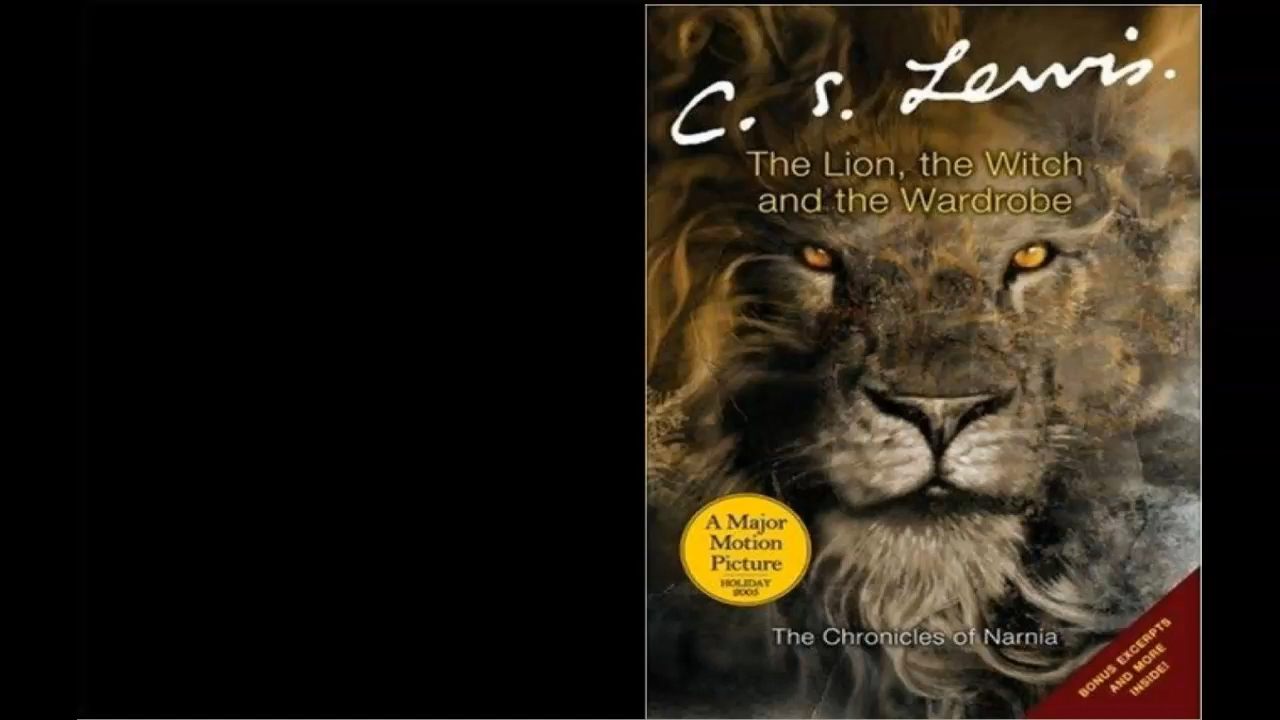 C. S. Lewis.
The Lion, the Witch
and the Wardrobe
A Major
Motion
Picture
HOLIDAY
2005
The Chronicles of Narnia
BONUS EXCERPTS
AND MORE
INSIDE!